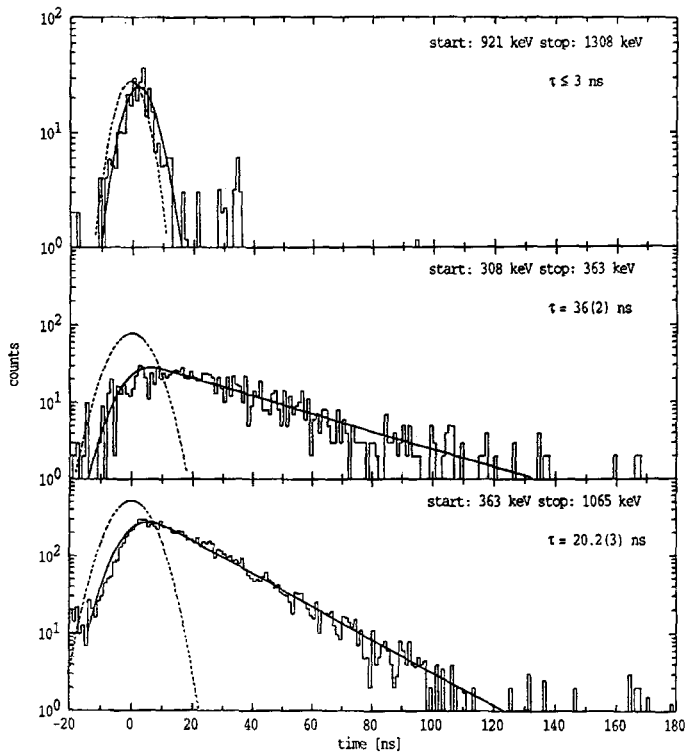 10²
start: 921 keV stop: 1308 keV
τ ≤ 3 ns
10¹
10⁰
start: 308 keV stop: 363 keV
τ = 36(2) ns
10²
counts
10¹
10⁰
start: 363 keV stop: 1065 keV
τ = 20.2(3) ns
10²
10¹
10⁰
-20 0 20 40 60 80 100 120 140 160 180
time [ns]